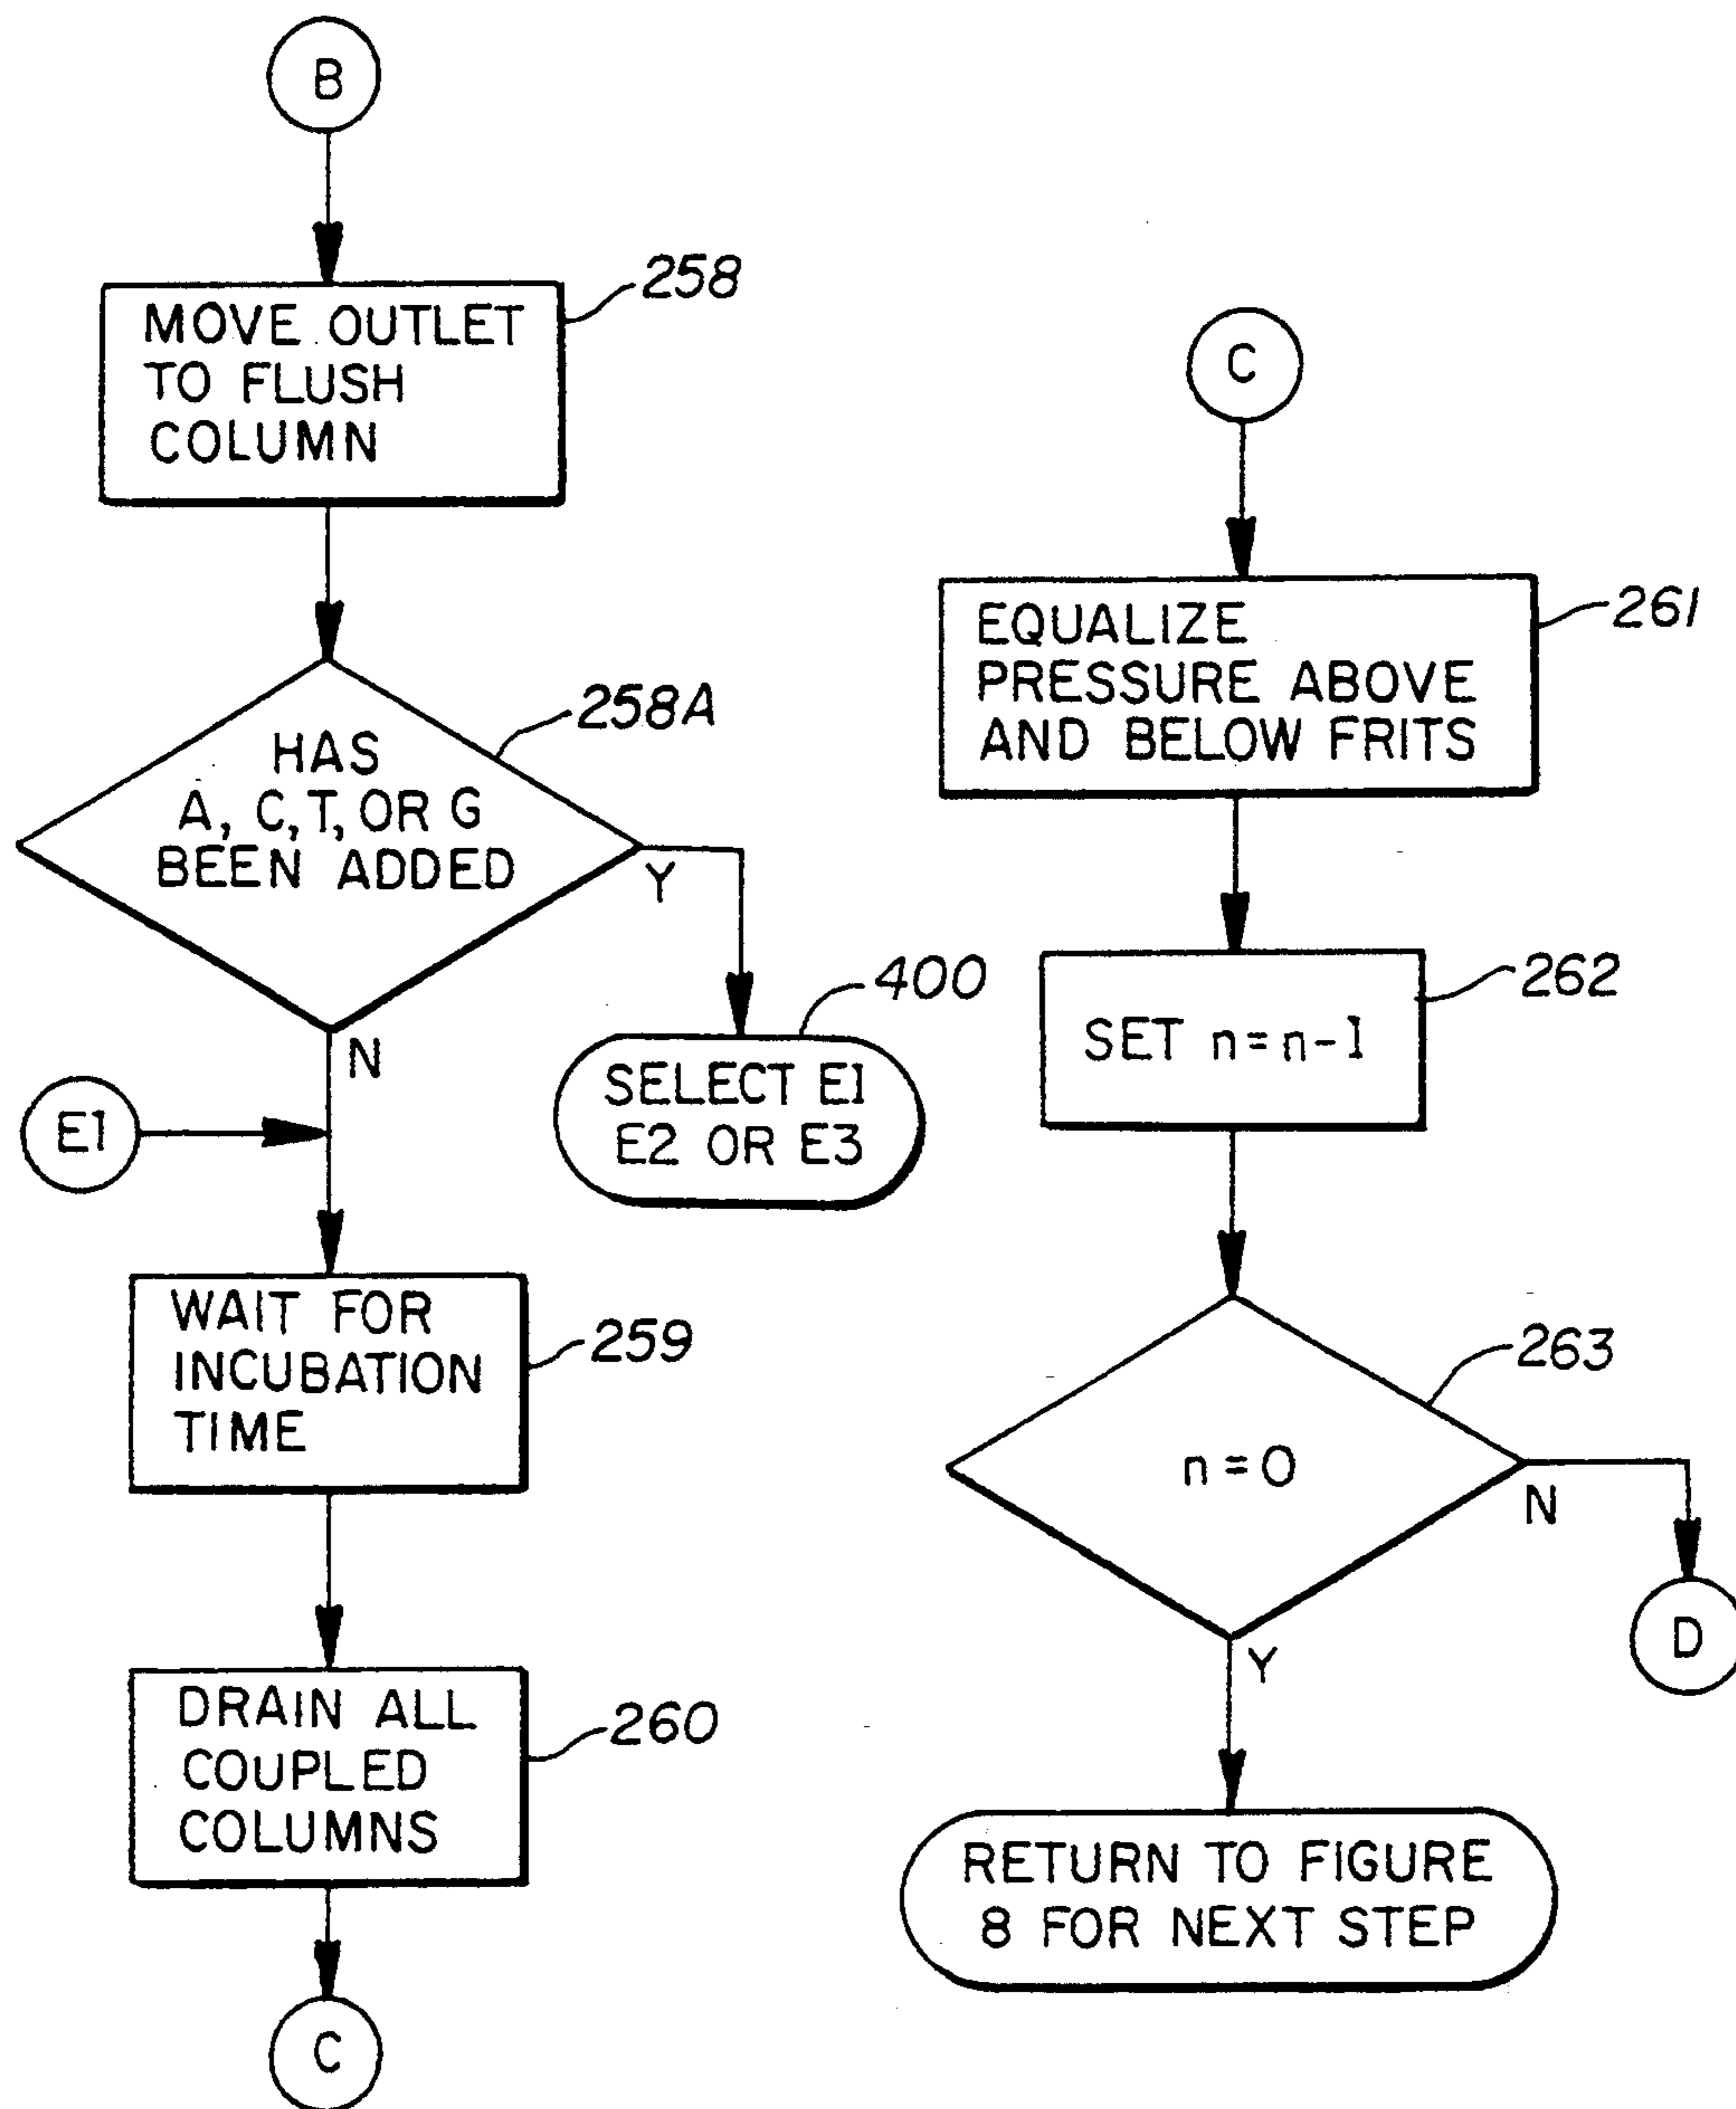 B
MOVE OUTLET
TO FLUSH
COLUMN
258
HAS
A, C, T, OR G
BEEN ADDED
258A
Y
N
400
SELECT E1
E2 OR E3
E1
WAIT FOR
INCUBATION
TIME
259
DRAIN ALL
COUPLED
COLUMNS
260
C
C
EQUALIZE
PRESSURE ABOVE
AND BELOW FRITS
261
SET n=n-1
262
n=0
263
N
D
Y
RETURN TO FIGURE
8 FOR NEXT STEP